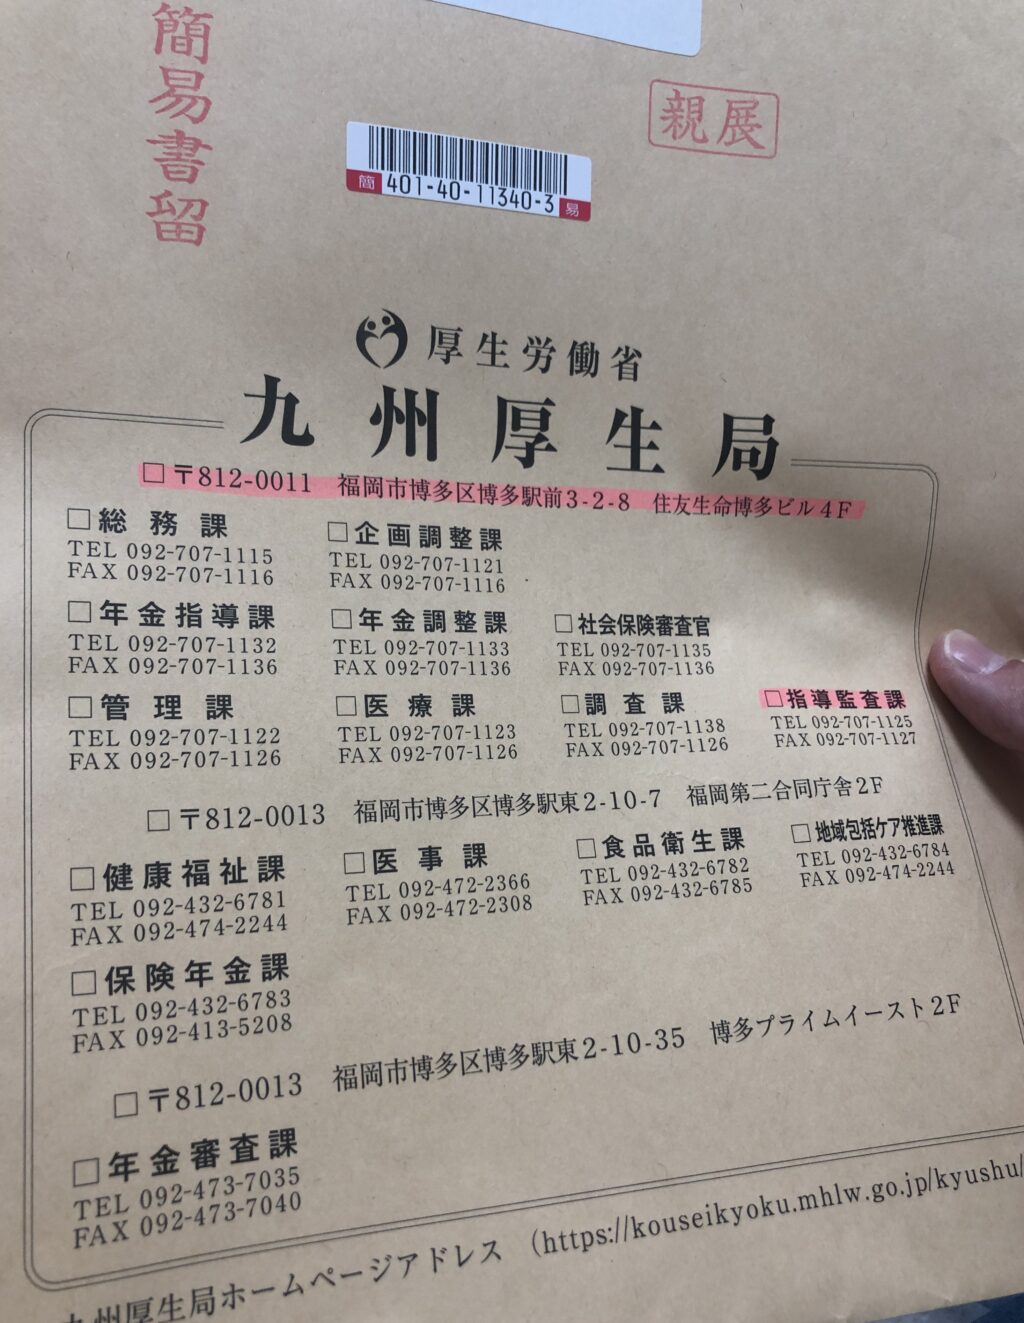 簡易書留
親展
簡 401-40-11340-3 易
厚生労働省
九州厚生局
□〒812-0011 福岡市博多区博多駅前3-2-8 住友生命博多ビル4F
□総務課 □企画調整課
TEL 092-707-1115 TEL 092-707-1121
FAX 092-707-1116 FAX 092-707-1116
□年金指導課 □年金調整課 □社会保険審査官
TEL 092-707-1132 TEL 092-707-1133 TEL 092-707-1135
FAX 092-707-1136 FAX 092-707-1136 FAX 092-707-1136
□管理課 □医療課 □調査課 □指導監査課
TEL 092-707-1122 TEL 092-707-1123 TEL 092-707-1138 TEL 092-707-1125
FAX 092-707-1126 FAX 092-707-1126 FAX 092-707-1126 FAX 092-707-1127
□〒812-0013 福岡市博多区博多駅東2-10-7 福岡第二合同庁舎2F
□健康福祉課 □医事課 □食品衛生課 □地域包括ケア推進課
TEL 092-432-6781 TEL 092-472-2366 TEL 092-432-6782 TEL 092-432-6784
FAX 092-474-2244 FAX 092-472-2308 FAX 092-432-6785 FAX 092-474-2244
□保険年金課
TEL 092-432-6783
FAX 092-413-5208
□〒812-0013 福岡市博多区博多駅東2-10-35 博多プライムイースト2F
□年金審査課
TEL 092-473-7035
FAX 092-473-7040
九州厚生局ホームページアドレス (https://kouseikyoku.mhlw.go.jp/kyushu/